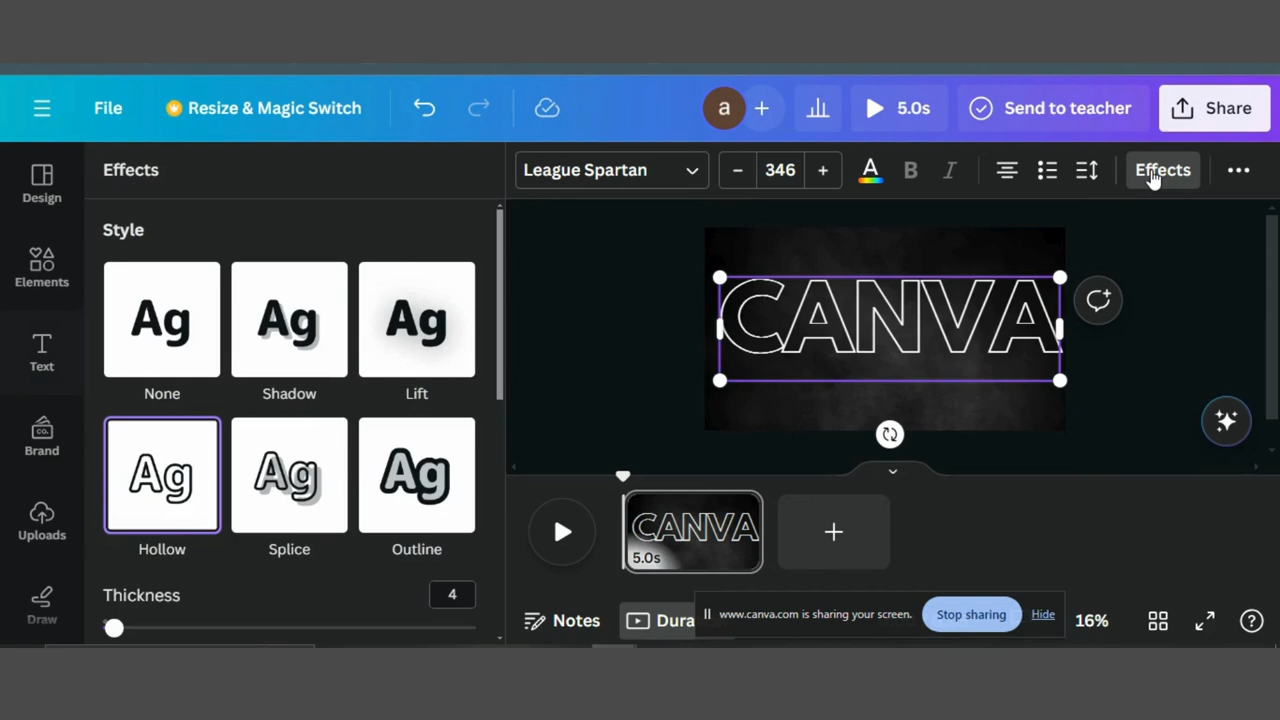 File
Resize & Magic Switch
a
5.0s
Send to teacher
Share
Design
Elements
Text
Brand
CO.
Uploads
Draw
Effects
Style
Ag
Ag
Ag
None
Shadow
Lift
Ag
Ag
Ag
Hollow
Splice
Outline
Thickness
4
League Spartan
346
A
B
I
Effects
CANVA
CANVA
5.0s
Notes
Dura
www.canva.com is sharing your screen.
Stop sharing
Hide
16%